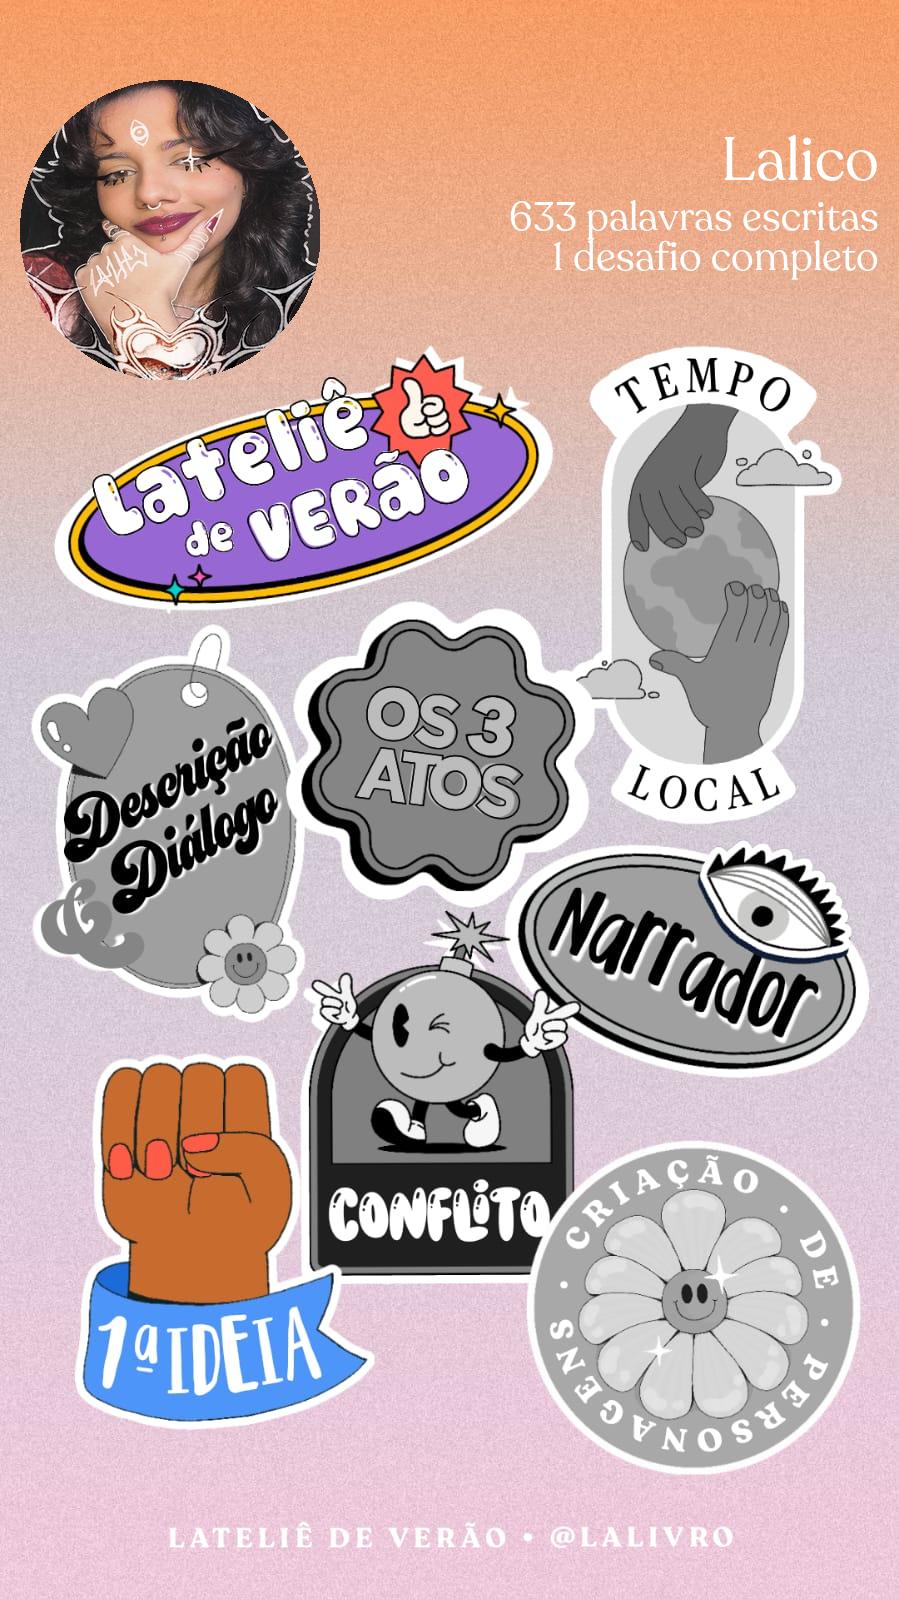 Lalico
633 palavras escritas
1 desafio completo
Lateliê
de VERÃO
TEMPO
LOCAL
Descrição
&
Diálogo
OS 3
ATOS
Narrador
CONFLiTO
1ª IDEIA
CRIAÇÃO · DE · PERSONAGENS ·
LATELIÊ DE VERÃO • @LALIVRO